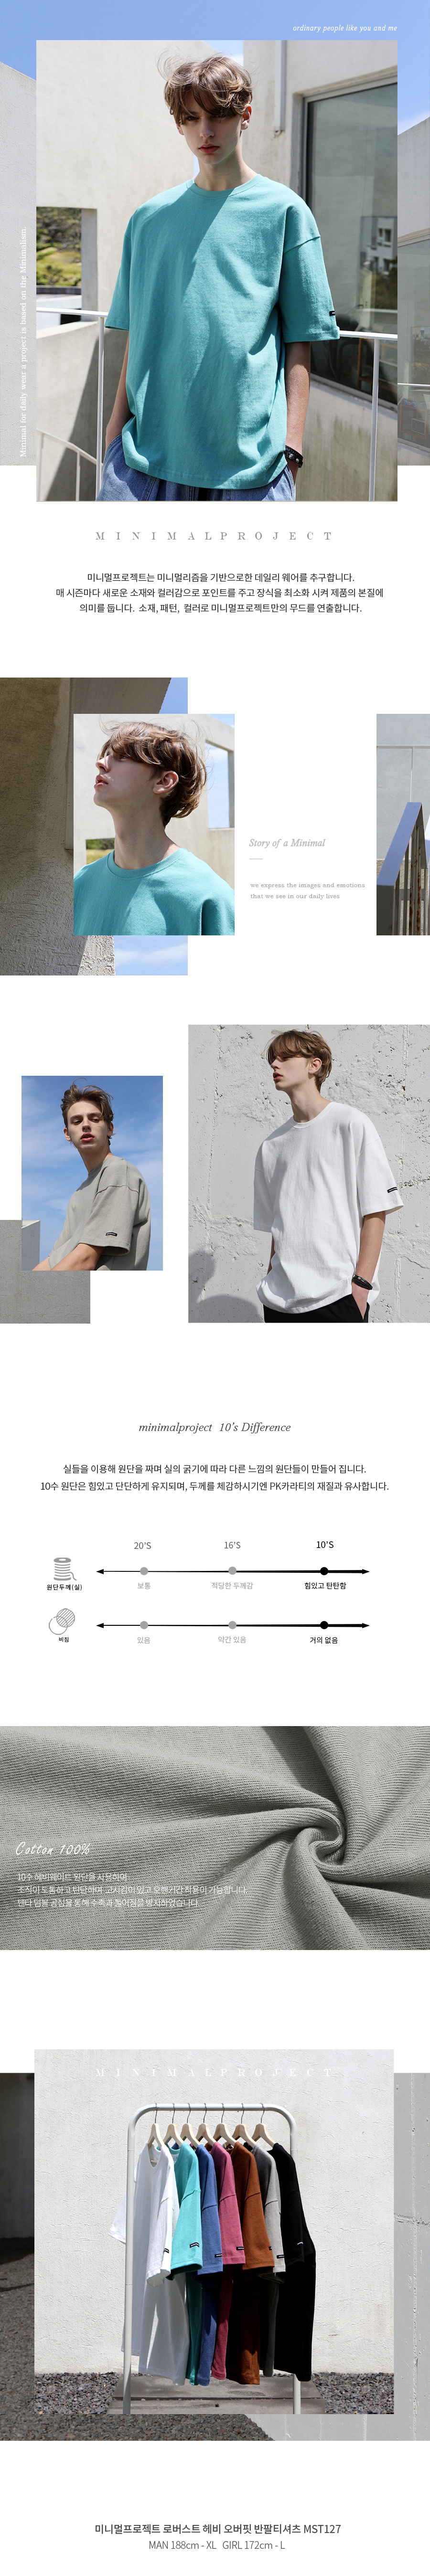 ordinary people like you and me
Minimal for daily wear a project is based on the Minimalism.
MINIMALPROJECT
미니멀프로젝트는 미니멀리즘을 기반으로한 데일리 웨어를 추구합니다.
매 시즌마다 새로운 소재와 컬러감으로 포인트를 주고 장식을 최소화 시켜 제품의 본질에
의미를 둡니다. 소재, 패턴, 컬러로 미니멀프로젝트만의 무드를 연출합니다.
Story of a Minimal
we express the images and emotions
that we see in our daily lives
minimalproject 10's Difference
실들을 이용해 원단을 짜며 실의 굵기에 따라 다른 느낌의 원단들이 만들어 집니다.
10수 원단은 힘있고 단단하게 유지되며, 두께를 체감하시기엔 PK카라티의 재질과 유사합니다.
20'S 16'S 10'S
원단두께(실) 보통 적당한 두께감 힘있고 탄탄함
비침 있음 약간 있음 거의 없음
Cotton 100%
10수 헤비웨이트 원단을 사용하여
조직이 도톰하고 탄탄하며 고시감이 있고 오랜기간 착용이 가능합니다.
덴타 덤블 공정을 통해 수축과 돌아짐을 방지하였습니다.
MINIMALPROJECT
미니멀프로젝트 로버스트 헤비 오버핏 반팔티셔츠 MST127
MAN 188cm - XL GIRL 172cm - L